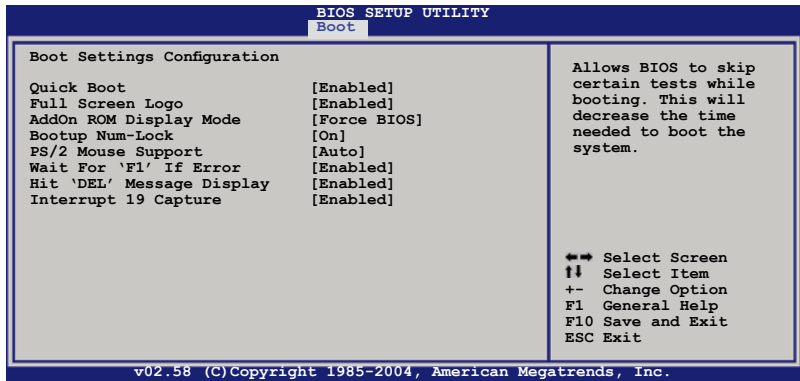 BIOS SETUP UTILITY
Boot
Boot Settings Configuration
Quick Boot [Enabled]
Full Screen Logo [Enabled]
AddOn ROM Display Mode [Force BIOS]
Bootup Num-Lock [On]
PS/2 Mouse Support [Auto]
Wait For ‘F1’ If Error [Enabled]
Hit ‘DEL’ Message Display [Enabled]
Interrupt 19 Capture [Enabled]
Allows BIOS to skip
certain tests while
booting. This will
decrease the time
needed to boot the
system.
←→ Select Screen
↑↓ Select Item
+- Change Option
F1 General Help
F10 Save and Exit
ESC Exit
v02.58 (C)Copyright 1985-2004, American Megatrends, Inc.